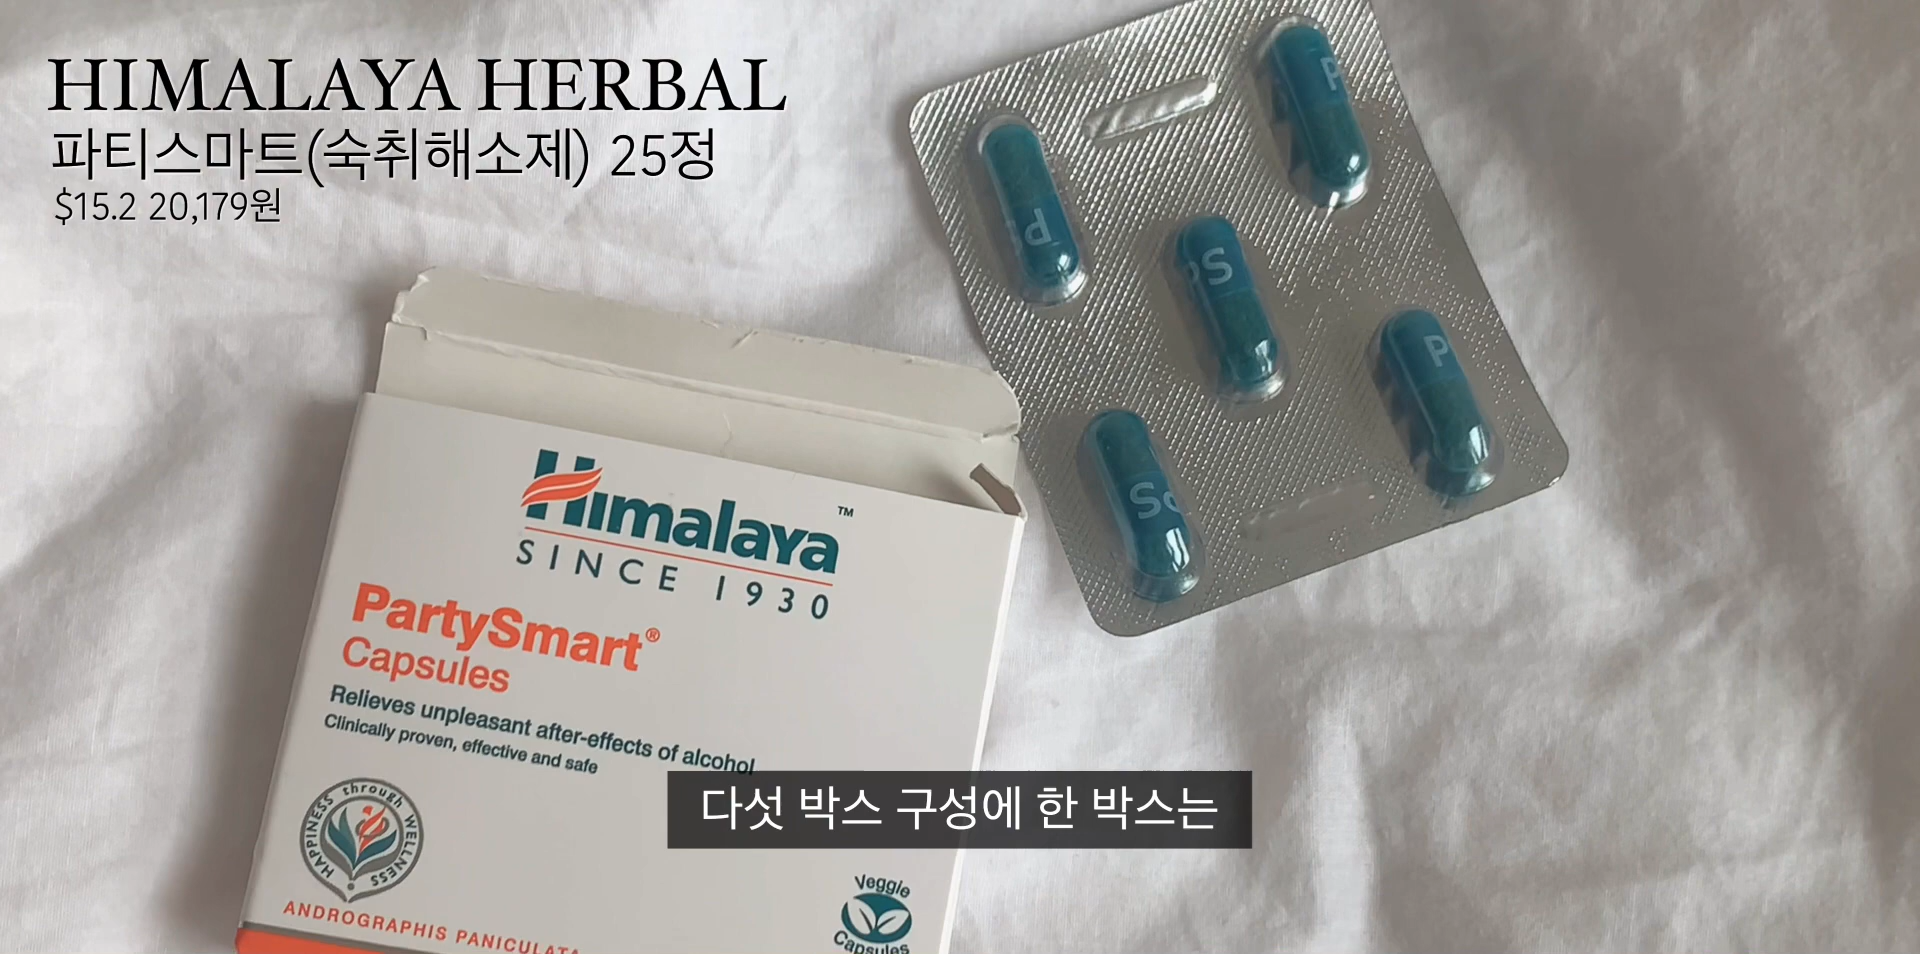 HIMALAYA HERBAL
파티스마트(숙취해소제) 25정
$15.2 20,179원
Himalaya™
SINCE 1930
PartySmart®
Capsules
Relieves unpleasant after-effects of alcohol
Clinically proven, effective and safe
HAPPINESS through WELLNESS
ANDROGRAPHIS PANICULATA
Veggie
Capsules
PS
P
P
다섯 박스 구성에 한 박스는